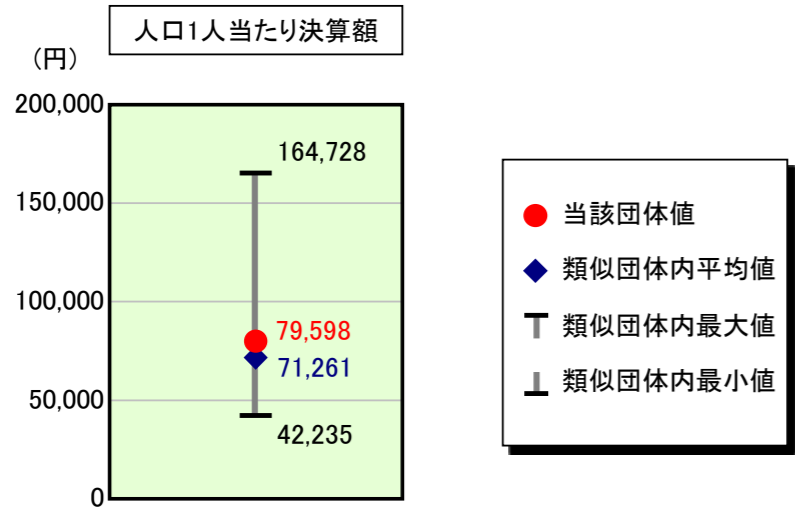 人口1人当たり決算額
(円)
200,000
150,000
100,000
50,000
0
164,728
79,598
71,261
42,235
当該団体値
類似団体内平均値
類似団体内最大値
類似団体内最小値